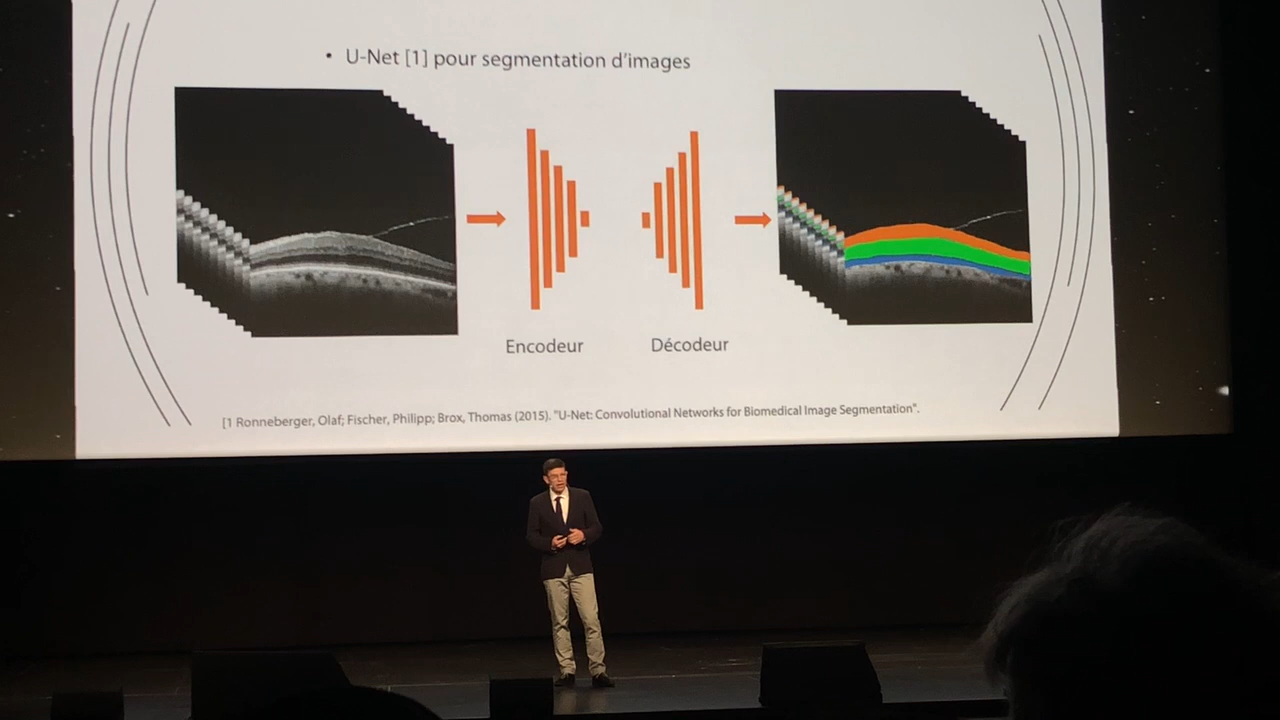 • U-Net [1] pour segmentation d'images
Encodeur
Décodeur
[1 Ronneberger, Olaf; Fischer, Philipp; Brox, Thomas (2015). "U-Net: Convolutional Networks for Biomedical Image Segmentation".